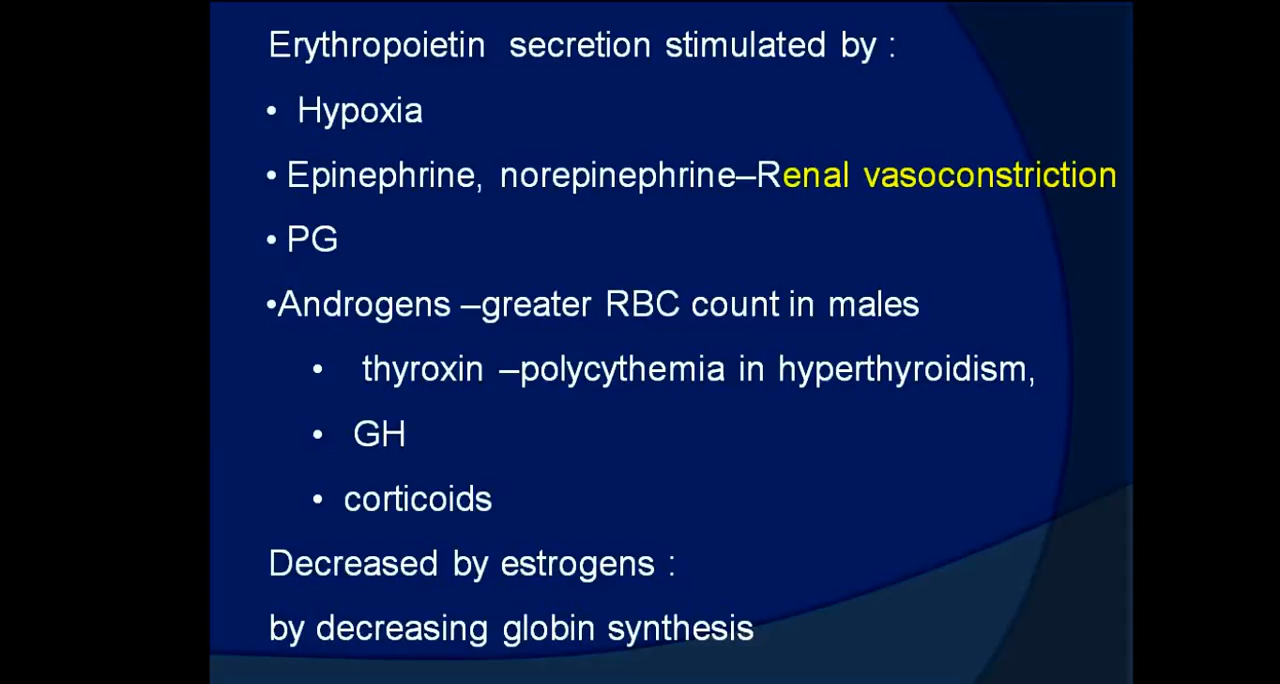 Erythropoietin secretion stimulated by :
• Hypoxia
• Epinephrine, norepinephrine–Renal vasoconstriction
• PG
•Androgens –greater RBC count in males
• thyroxin –polycythemia in hyperthyroidism,
• GH
• corticoids
Decreased by estrogens :
by decreasing globin synthesis